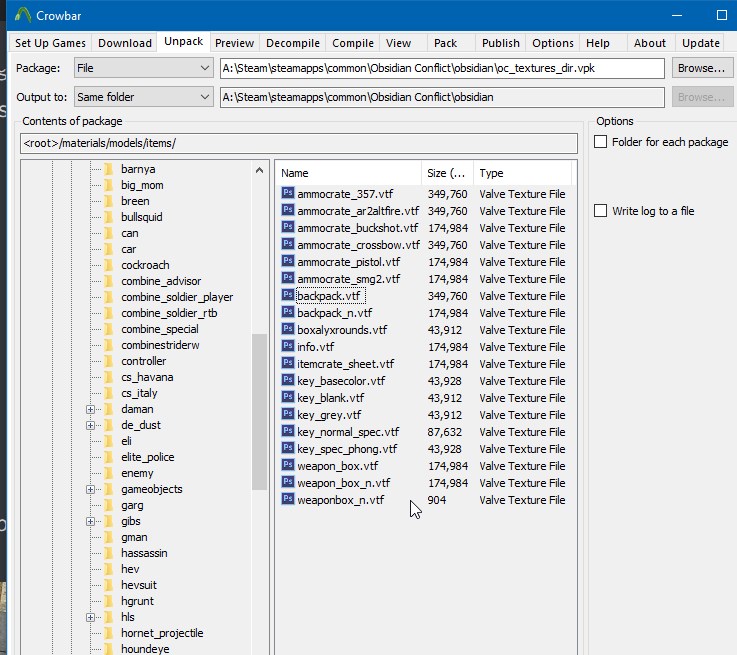 Crowbar
Set Up Games Download Unpack Preview Decompile Compile View Pack Publish Options Help About Update
Package: File A:\Steam\steamapps\common\Obsidian Conflict\obsidian\oc_textures_dir.vpk Browse...
Output to: Same folder A:\Steam\steamapps\common\Obsidian Conflict\obsidian Browse...
Contents of package Options
<root>/materials/models/items/ Folder for each package
Write log to a file
barnya
big_mom
breen
bullsquid
can
car
cockroach
combine_advisor
combine_soldier_player
combine_soldier_rtb
combine_special
combinestriderw
controller
cs_havana
cs_italy
daman
de_dust
eli
elite_police
enemy
gameobjects
garg
gibs
gman
hassassin
hev
hevsuit
hgrunt
hls
hornet_projectile
houndeye
Name Size (... Type
ammocrate_357.vtf 349,760 Valve Texture File
ammocrate_ar2altfire.vtf 349,760 Valve Texture File
ammocrate_buckshot.vtf 174,984 Valve Texture File
ammocrate_crossbow.vtf 349,760 Valve Texture File
ammocrate_pistol.vtf 174,984 Valve Texture File
ammocrate_smg2.vtf 174,984 Valve Texture File
backpack.vtf 349,760 Valve Texture File
backpack_n.vtf 174,984 Valve Texture File
boxalyxrounds.vtf 43,912 Valve Texture File
info.vtf 174,984 Valve Texture File
itemcrate_sheet.vtf 174,984 Valve Texture File
key_basecolor.vtf 43,928 Valve Texture File
key_blank.vtf 43,912 Valve Texture File
key_grey.vtf 43,912 Valve Texture File
key_normal_spec.vtf 87,632 Valve Texture File
key_spec_phong.vtf 43,928 Valve Texture File
weapon_box.vtf 174,984 Valve Texture File
weapon_box_n.vtf 174,984 Valve Texture File
weaponbox_n.vtf 904 Valve Texture File